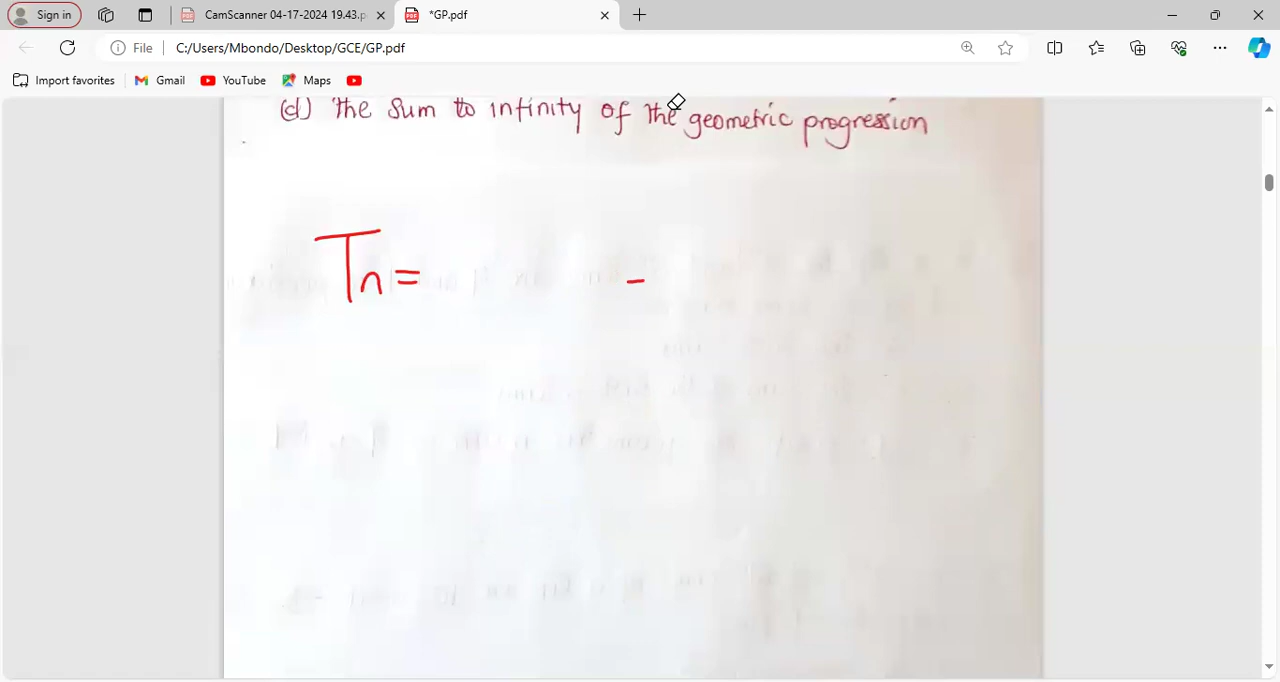 Sign in
CamScanner 04-17-2024 19.43.p
*GP.pdf
File
C:/Users/Mbondo/Desktop/GCE/GP.pdf
Import favorites
Gmail
YouTube
Maps
(d) The sum to infinity of the geometric progression
Tn= -